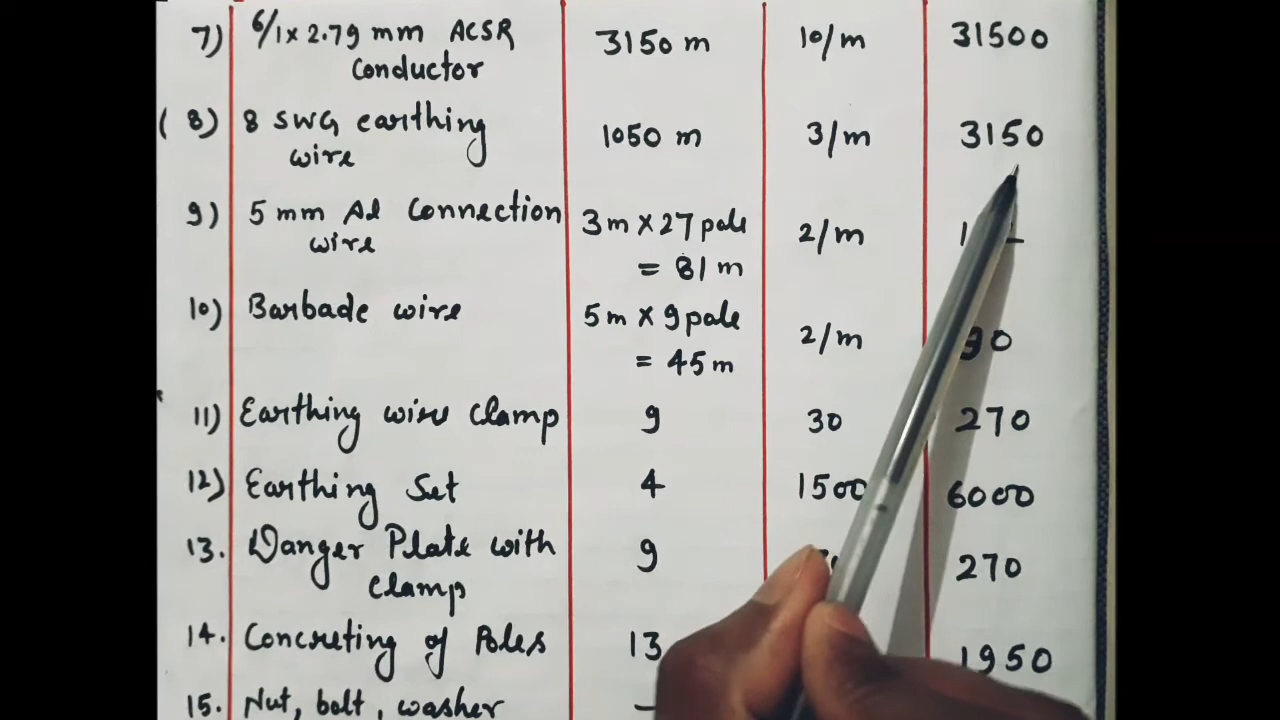 7) 6/1 x 2.79 mm ACSR 3150 m 10/m 31500
Conductor
(8) 8 SWG earthing 1050 m 3/m 3150
wire
9) 5 mm Al Connection 3 m x 27 pole 2/m
wire = 81 m
10) Barbade wire 5 m x 9 pole 2/m 90
= 45 m
11) Earthing wire Clamp 9 30 270
12) Earthing Set 4 1500 6000
13. Danger Plate with 9 270
Clamp
14. Concreting of Poles 13 1950
15. Nut, bolt, washer –